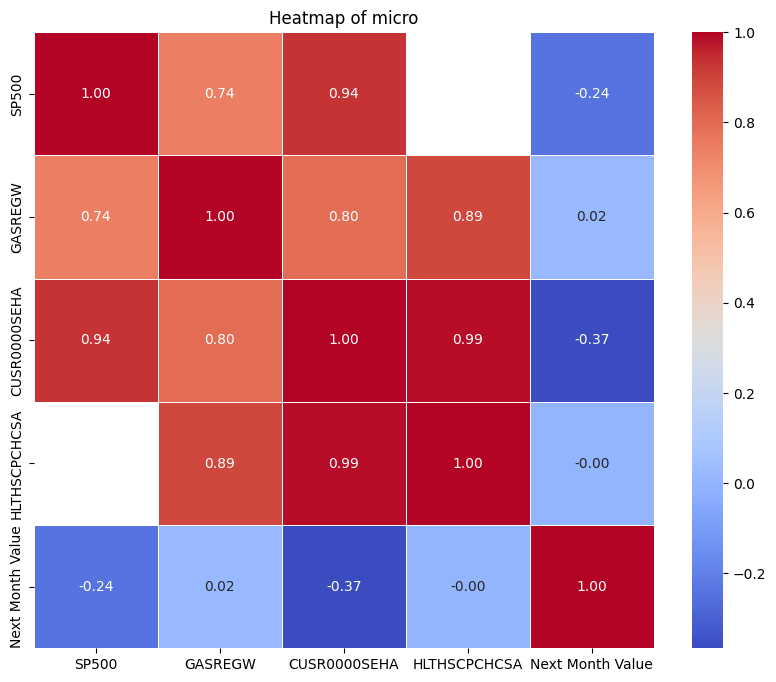 Heatmap of micro
SP500
1.00
0.74
0.94
-0.24
GASREGW
0.74
1.00
0.80
0.89
0.02
CUSR0000SEHA
0.94
0.80
1.00
0.99
-0.37
HLTHSCPCHCSA
0.89
0.99
1.00
-0.00
Next Month Value
-0.24
0.02
-0.37
-0.00
1.00
SP500
GASREGW
CUSR0000SEHA
HLTHSCPCHCSA
Next Month Value
1.0
0.8
0.6
0.4
0.2
0.0
−0.2